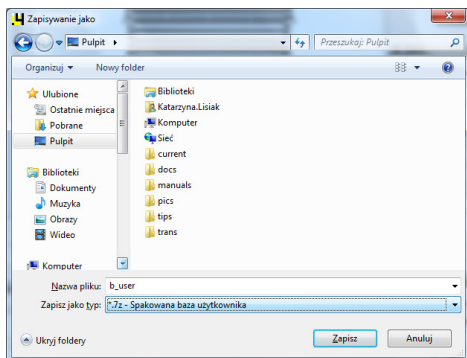 Zapisywanie jako
Pulpit
Przeszukaj: Pulpit
Organizuj
Nowy folder
Ulubione
Ostatnie miejsca
Pobrane
Pulpit
Biblioteki
Dokumenty
Muzyka
Obrazy
Wideo
Komputer
Biblioteki
Katarzyna.Lisiak
Komputer
Sieć
current
docs
manuals
pics
tips
trans
Nazwa pliku: b_user
Zapisz jako typ: *.7z - Spakowana baza użytkownika
Ukryj foldery
Zapisz
Anuluj